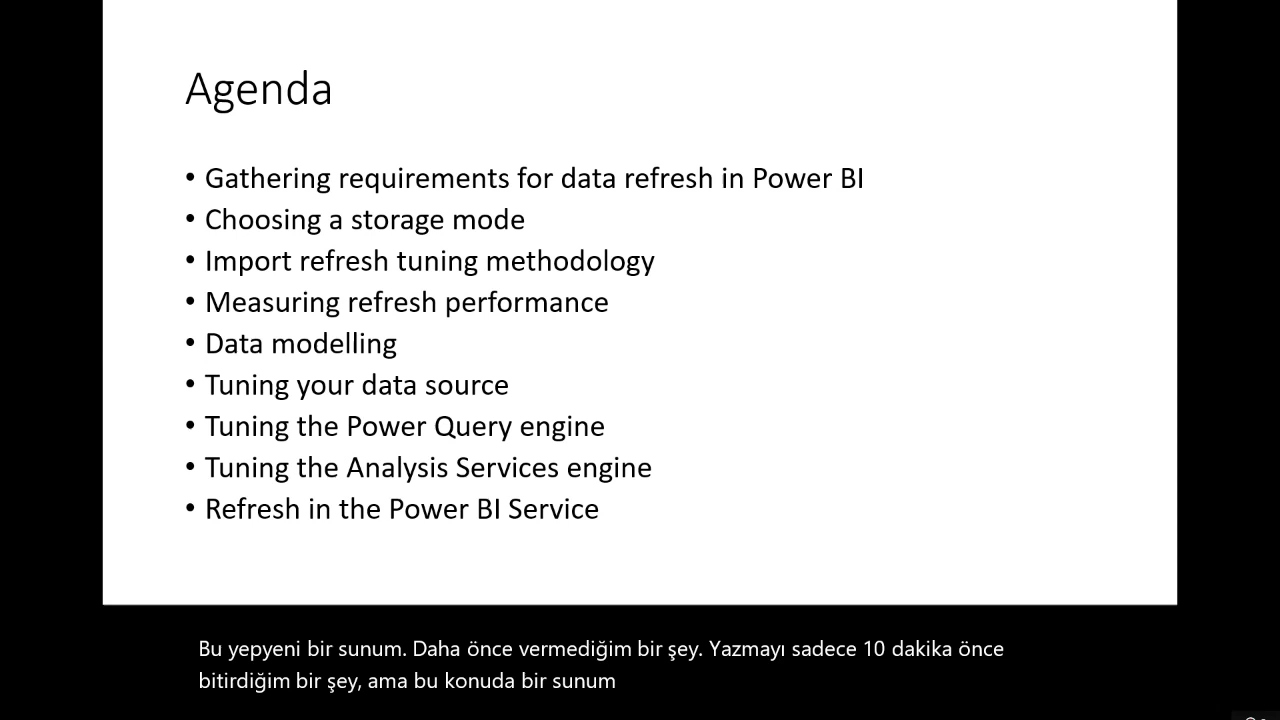 Agenda
• Gathering requirements for data refresh in Power BI
• Choosing a storage mode
• Import refresh tuning methodology
• Measuring refresh performance
• Data modelling
• Tuning your data source
• Tuning the Power Query engine
• Tuning the Analysis Services engine
• Refresh in the Power BI Service
Bu yepyeni bir sunum. Daha önce vermediğim bir şey. Yazmayı sadece 10 dakika önce
bitirdiğim bir şey, ama bu konuda bir sunum